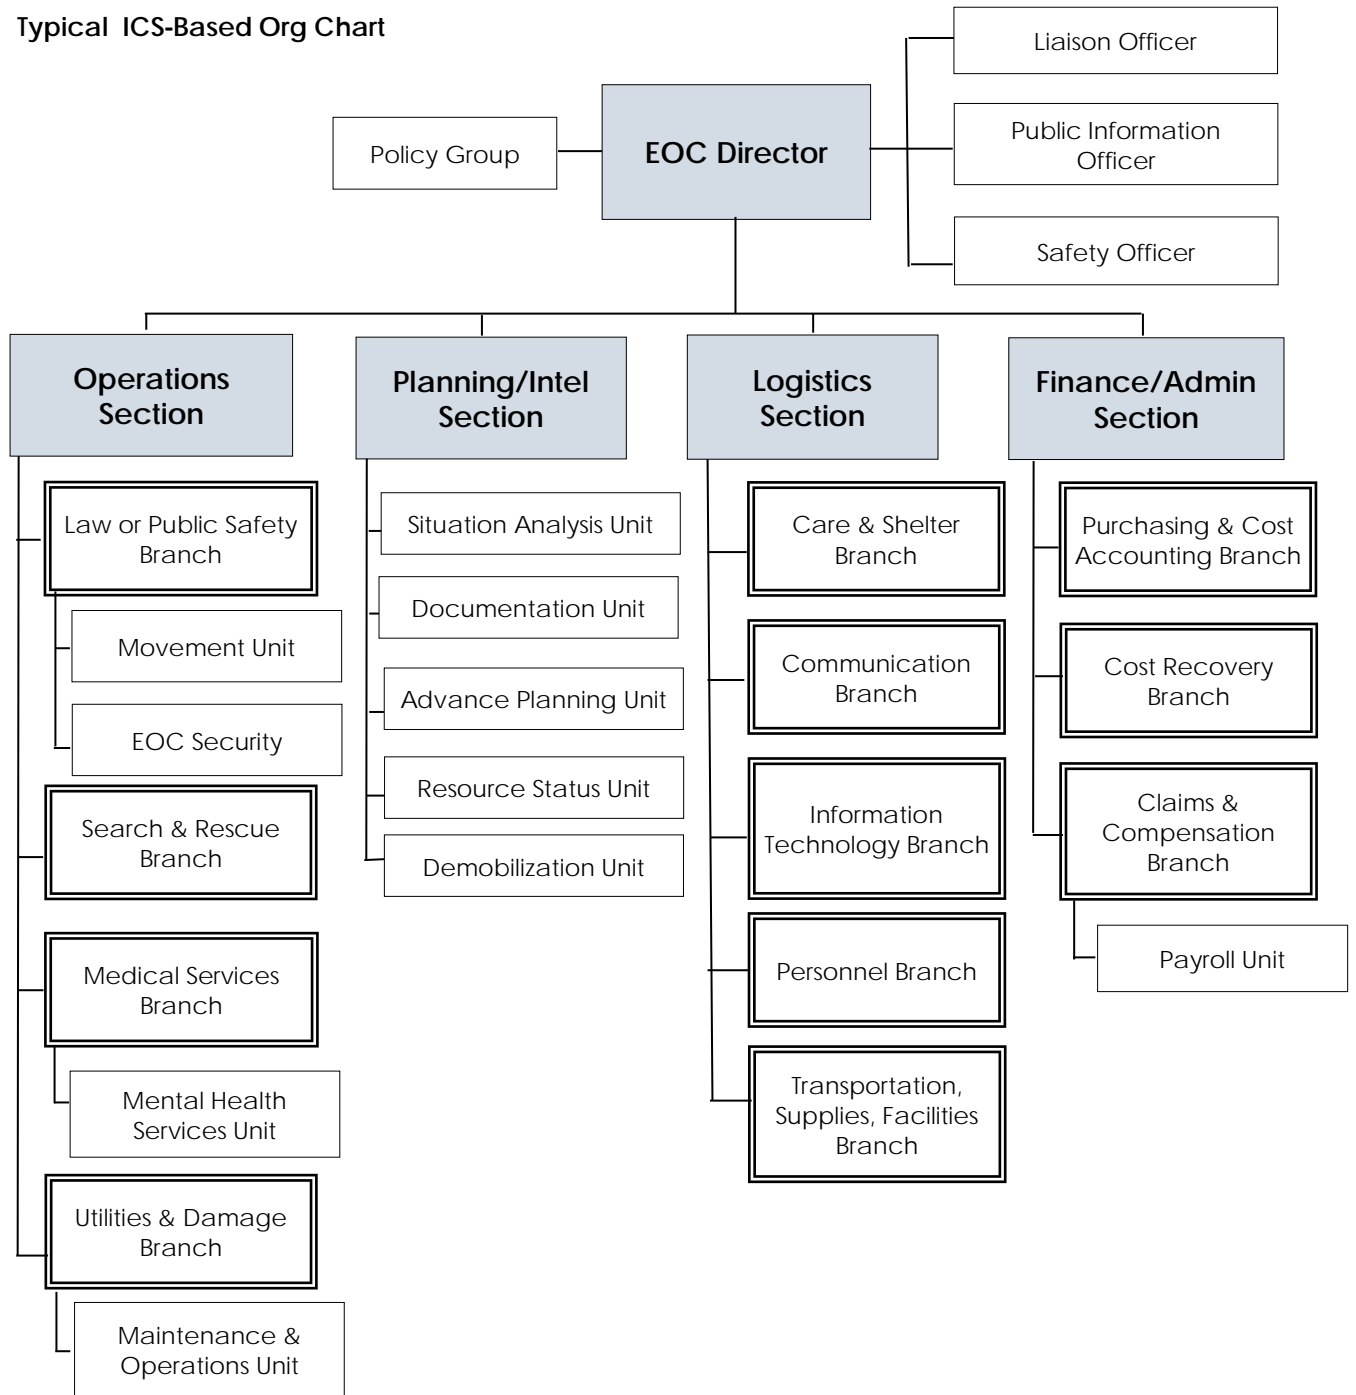 Typical ICS-Based Org Chart
Liaison Officer
Policy Group
EOC Director
Public Information
Officer
Safety Officer
Operations
Section
Law or Public Safety
Branch
Movement Unit
EOC Security
Search & Rescue
Branch
Medical Services
Branch
Mental Health
Services Unit
Utilities & Damage
Branch
Maintenance &
Operations Unit
Planning/Intel
Section
Situation Analysis Unit
Documentation Unit
Advance Planning Unit
Resource Status Unit
Demobilization Unit
Logistics
Section
Care & Shelter
Branch
Communication
Branch
Information
Technology Branch
Personnel Branch
Transportation,
Supplies, Facilities
Branch
Finance/Admin
Section
Purchasing & Cost
Accounting Branch
Cost Recovery
Branch
Claims &
Compensation
Branch
Payroll Unit